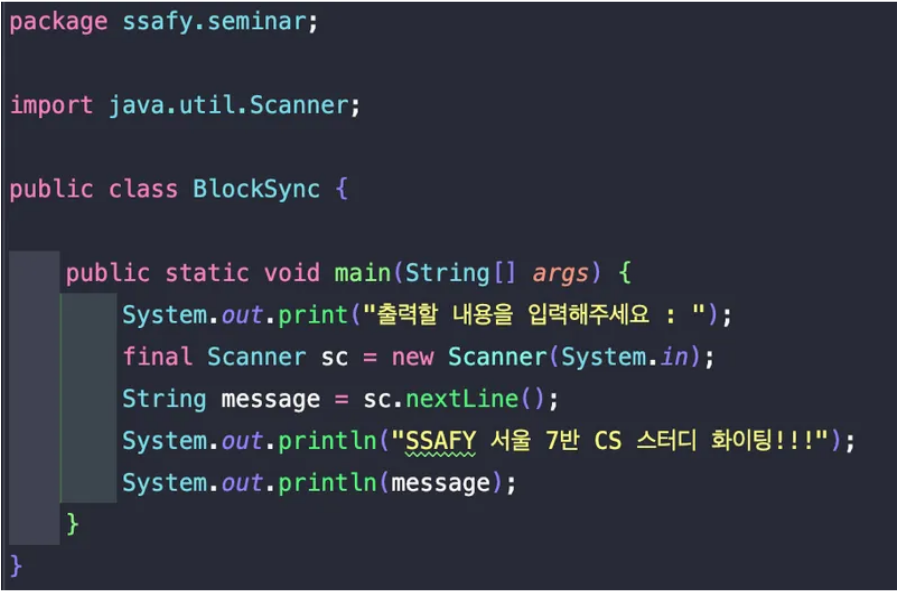 package ssafy.seminar;
import java.util.Scanner;
public class BlockSync {
public static void main(String[] args) {
System.out.print("출력할 내용을 입력해주세요 : ");
final Scanner sc = new Scanner(System.in);
String message = sc.nextLine();
System.out.println("SSAFY 서울 7반 CS 스터디 화이팅!!!");
System.out.println(message);
}
}